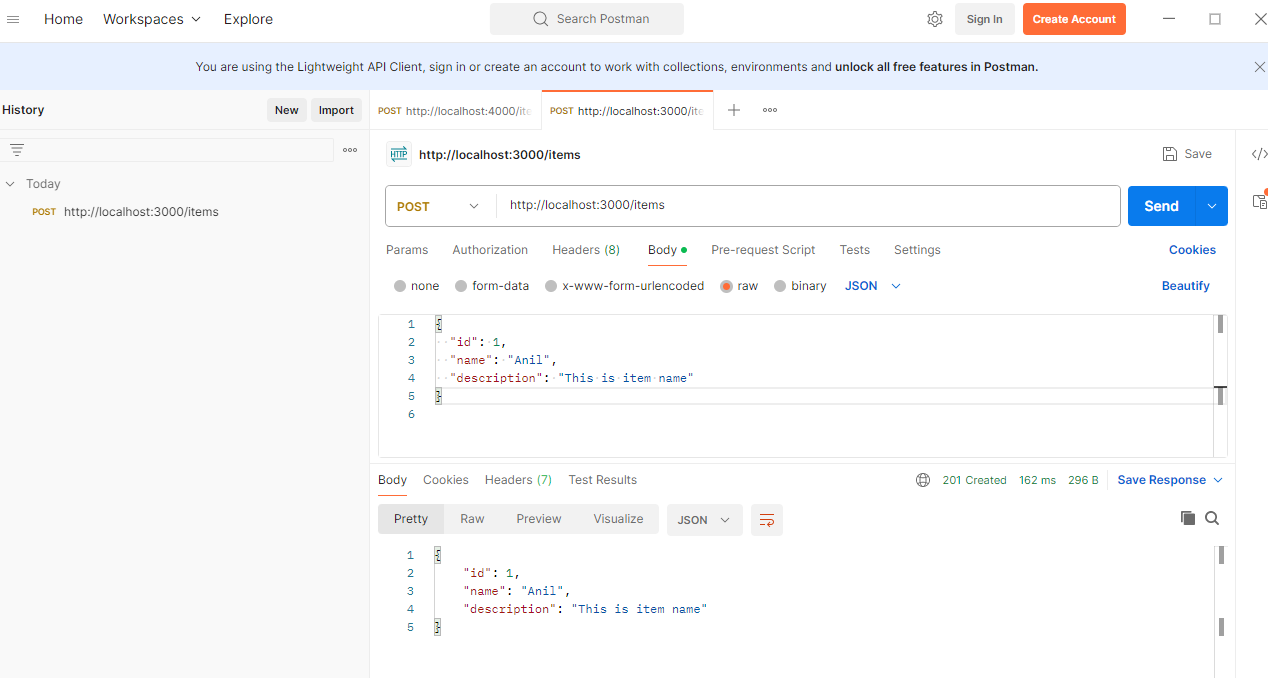 Home Workspaces Explore Search Postman Sign In Create Account
You are using the Lightweight API Client, sign in or create an account to work with collections, environments and unlock all free features in Postman.
History New Import POST http://localhost:4000/ite POST http://localhost:3000/ite
HTTP http://localhost:3000/items Save </>
Today
POST http://localhost:3000/items
POST http://localhost:3000/items Send
Params Authorization Headers (8) Body Pre-request Script Tests Settings Cookies
none form-data x-www-form-urlencoded raw binary JSON Beautify
1 {
2 "id": 1,
3 "name": "Anil",
4 "description": "This is item name"
5 }
6
Body Cookies Headers (7) Test Results 201 Created 162 ms 296 B Save Response
Pretty Raw Preview Visualize JSON
1 {
2 "id": 1,
3 "name": "Anil",
4 "description": "This is item name"
5 }